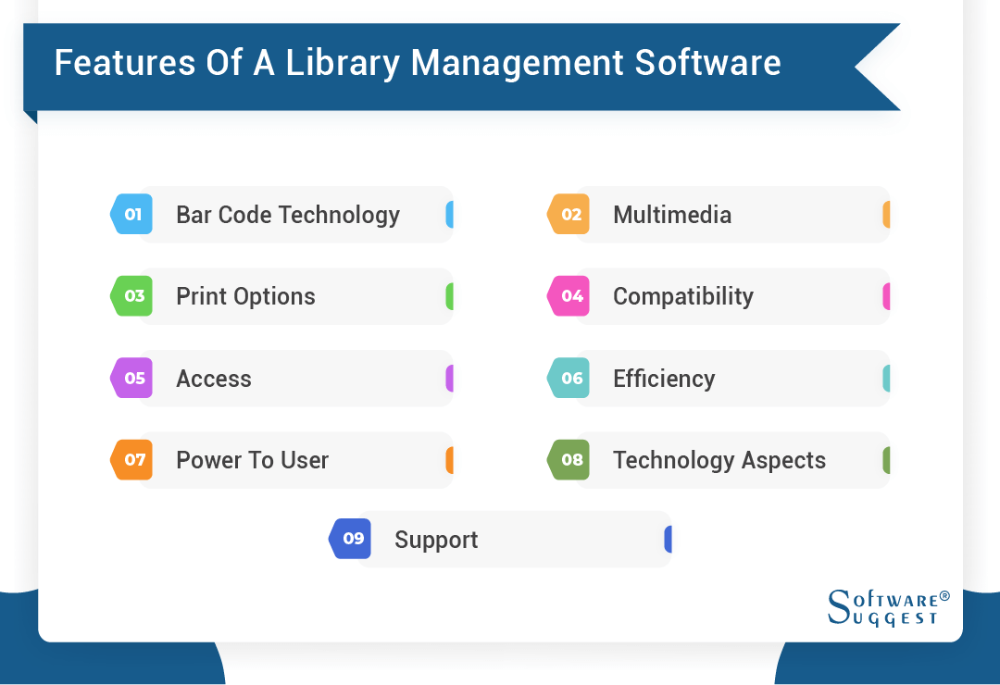 Features Of A Library Management Software
01 Bar Code Technology
02 Multimedia
03 Print Options
04 Compatibility
05 Access
06 Efficiency
07 Power To User
08 Technology Aspects
09 Support
SOFTWARE®
SUGGEST